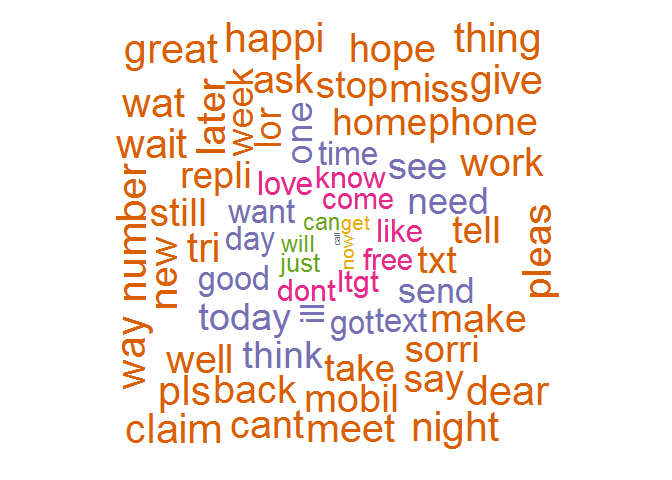 great happi hope thing
wat later week ask stop miss give
wait lor one home phone
repli time see work
love know
still want come need
way number new tri day can get like tell pleas
will call now
just free txt
good dont ltgt send
today ill got text make
well think take sorri
pls back mobil say dear
claim cant meet night